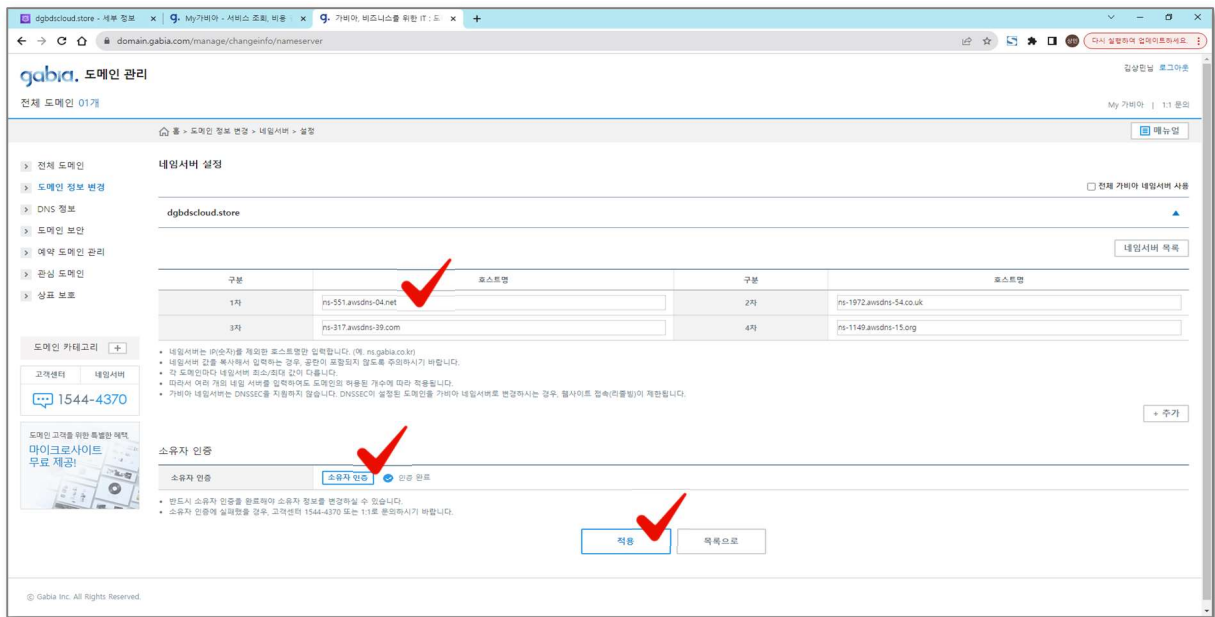 dgbdscloud.store - 세부 정보
My가비아 - 서비스 조회, 비용
가비아, 비즈니스를 위한 IT : 도
domain.gabia.com/manage/changeinfo/nameserver
다시 실행하여 업데이트하세요.
gabia. 도메인 관리
김상민님 로그아웃
전체 도메인 01개
My 가비아 | 1:1 문의
홈 > 도메인 정보 변경 > 네임서버 > 설정
매뉴얼
전체 도메인
도메인 정보 변경
DNS 정보
도메인 보안
예약 도메인 관리
관심 도메인
상표 보호
도메인 카테고리 +
고객센터 네임서버
1544-4370
도메인 고객을 위한 특별한 혜택
마이크로사이트
무료 제공!
네임서버 설정
전체 가비아 네임서버 사용
dgbdscloud.store
네임서버 목록
구분 호스트명 구분 호스트명
1차 ns-551.awsdns-04.net 2차 ns-1972.awsdns-54.co.uk
3차 ns-317.awsdns-39.com 4차 ns-1149.awsdns-15.org
• 네임서버는 IP(숫자)를 제외한 호스트명만 입력합니다. (예. ns.gabia.co.kr)
• 네임서버 값을 복사해서 입력하는 경우, 공란이 포함되지 않도록 주의하시기 바랍니다.
• 각 도메인마다 네임서버 최소/최대 값이 다릅니다.
• 따라서 여러 개의 네임 서버를 입력하여도 도메인의 허용된 개수에 따라 적용됩니다.
• 가비아 네임서버는 DNSSEC을 지원하지 않습니다. DNSSEC이 설정된 도메인을 가비아 네임서버로 변경하시는 경우, 웹사이트 접속(리졸빙)이 제한됩니다.
+ 추가
소유자 인증
소유자 인증 소유자 인증 인증 완료
• 반드시 소유자 인증을 완료해야 소유자 정보를 변경하실 수 있습니다.
• 소유자 인증에 실패했을 경우, 고객센터 1544-4370 또는 1:1로 문의하시기 바랍니다.
적용 목록으로
© Gabia Inc. All Rights Reserved.